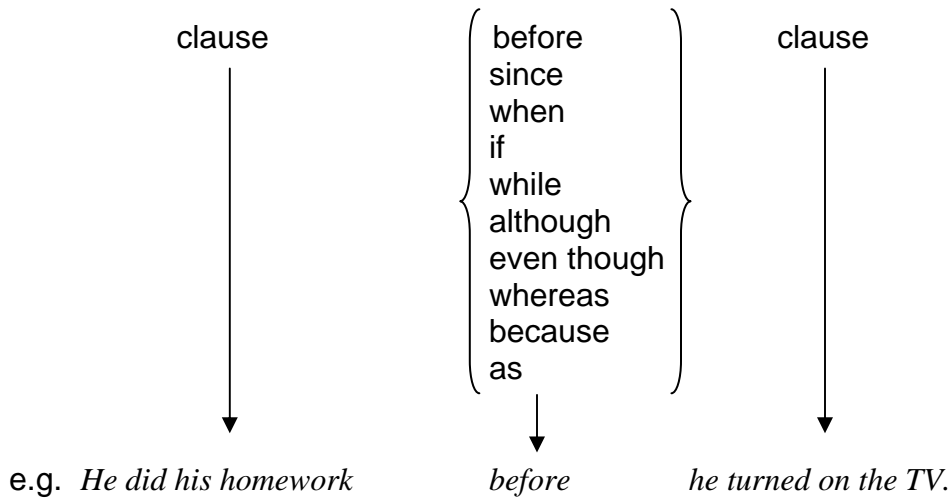 clause before clause
since
when
if
while
although
even though
whereas
because
as
e.g. He did his homework before he turned on the TV.